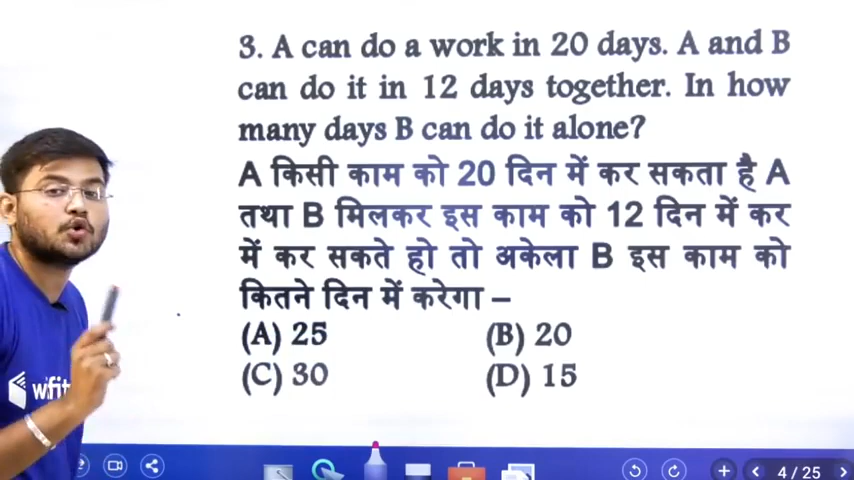 3. A can do a work in 20 days. A and B
can do it in 12 days together. In how
many days B can do it alone?
A किसी काम को 20 दिन में कर सकता है A
तथा B मिलकर इस काम को 12 दिन में कर
में कर सकते हो तो अकेला B इस काम को
कितने दिन में करेगा –
(A) 25 (B) 20
(C) 30 (D) 15
wifit
4 / 25